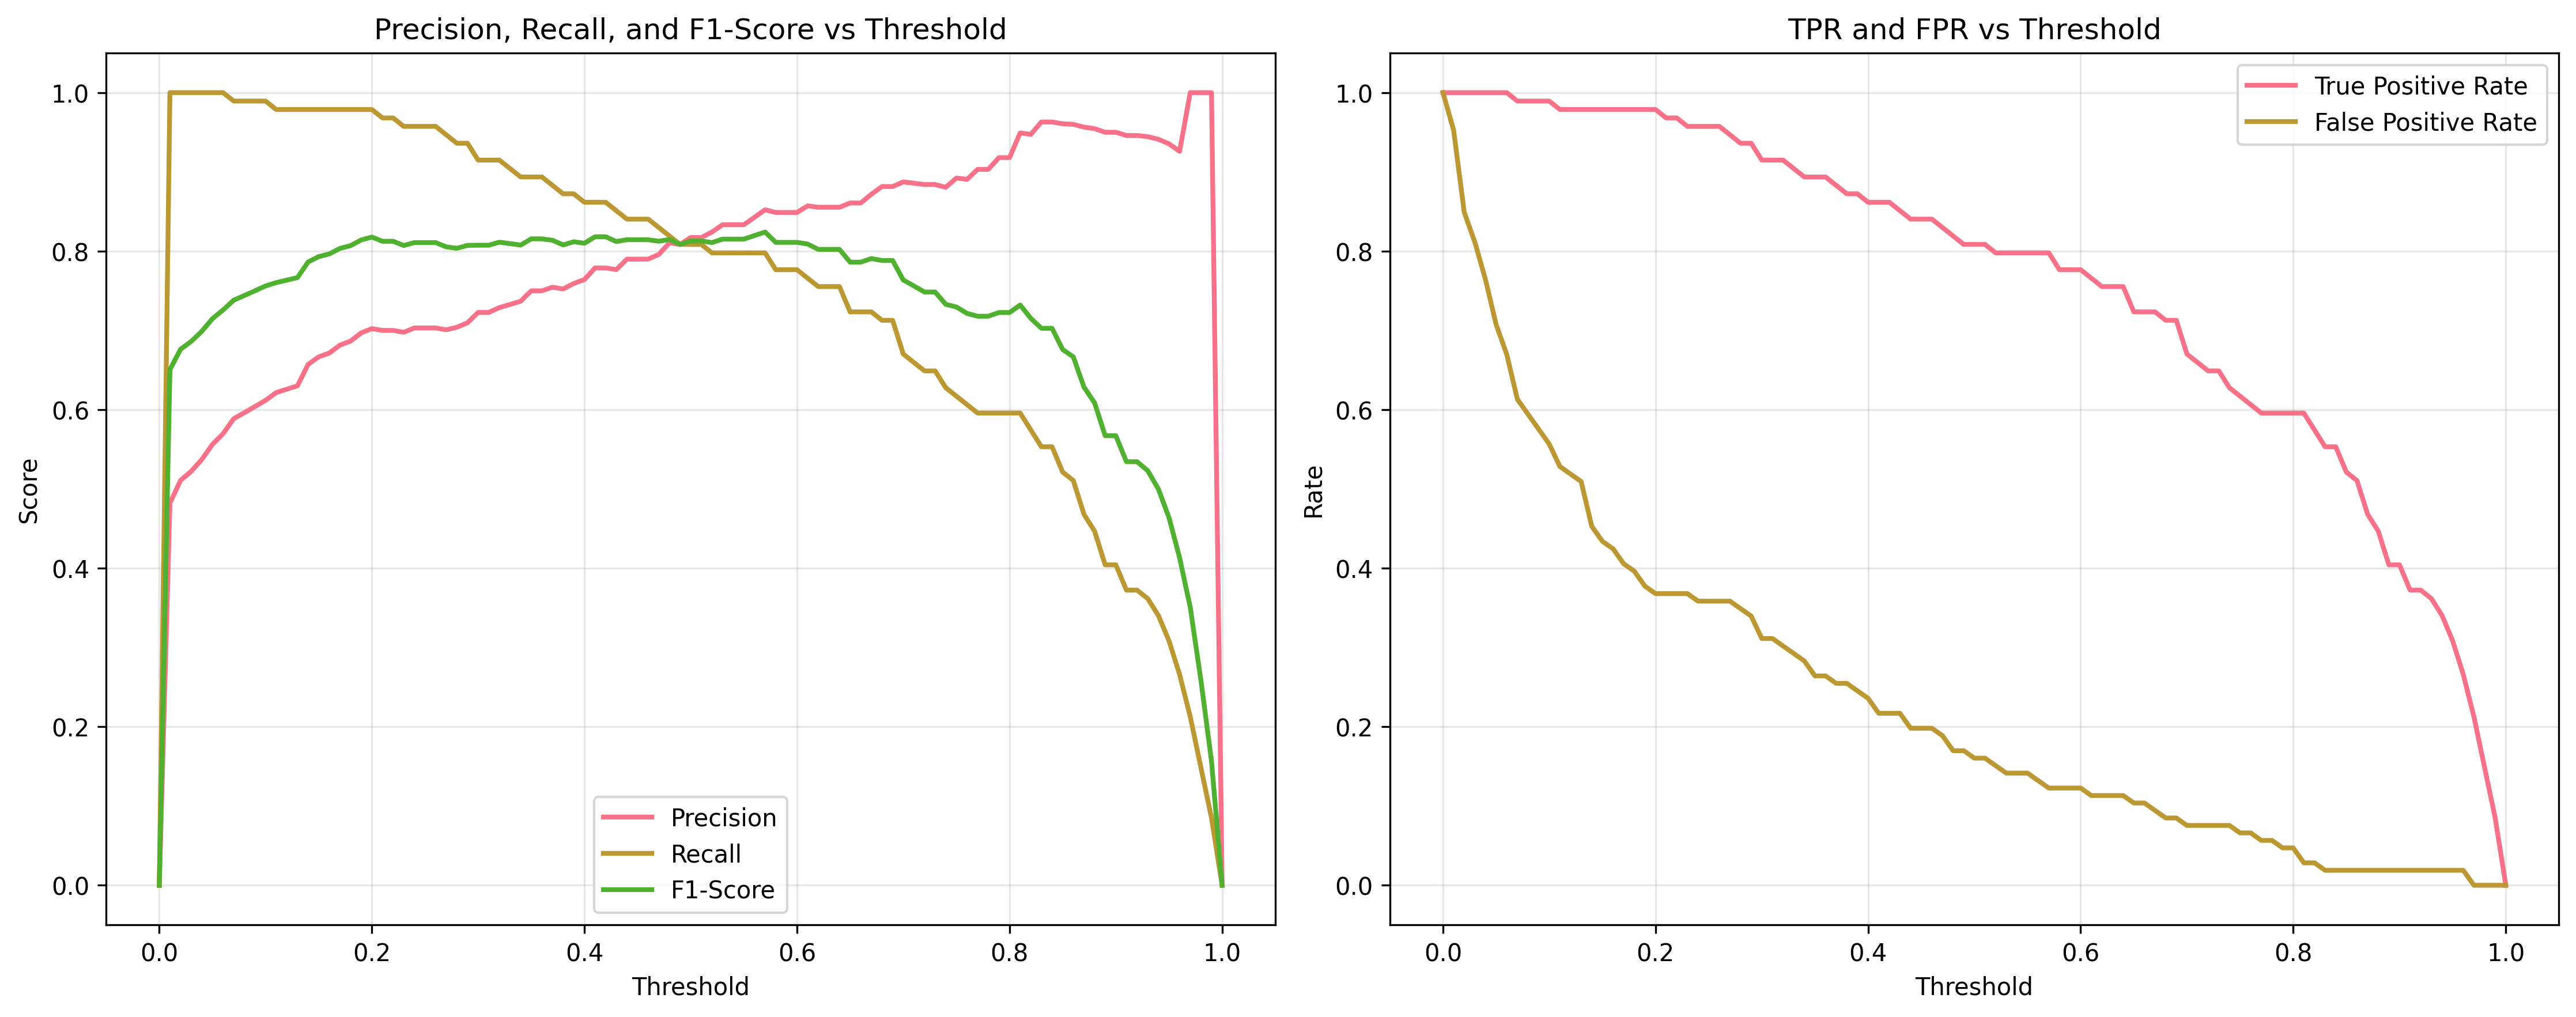 Precision, Recall, and F1-Score vs Threshold
1.0
0.8
0.6
0.4
0.2
0.0
Score
Precision
Recall
F1-Score
0.0 0.2 0.4 0.6 0.8 1.0
Threshold
TPR and FPR vs Threshold
True Positive Rate
False Positive Rate
1.0
0.8
0.6
0.4
0.2
0.0
Rate
0.0 0.2 0.4 0.6 0.8 1.0
Threshold